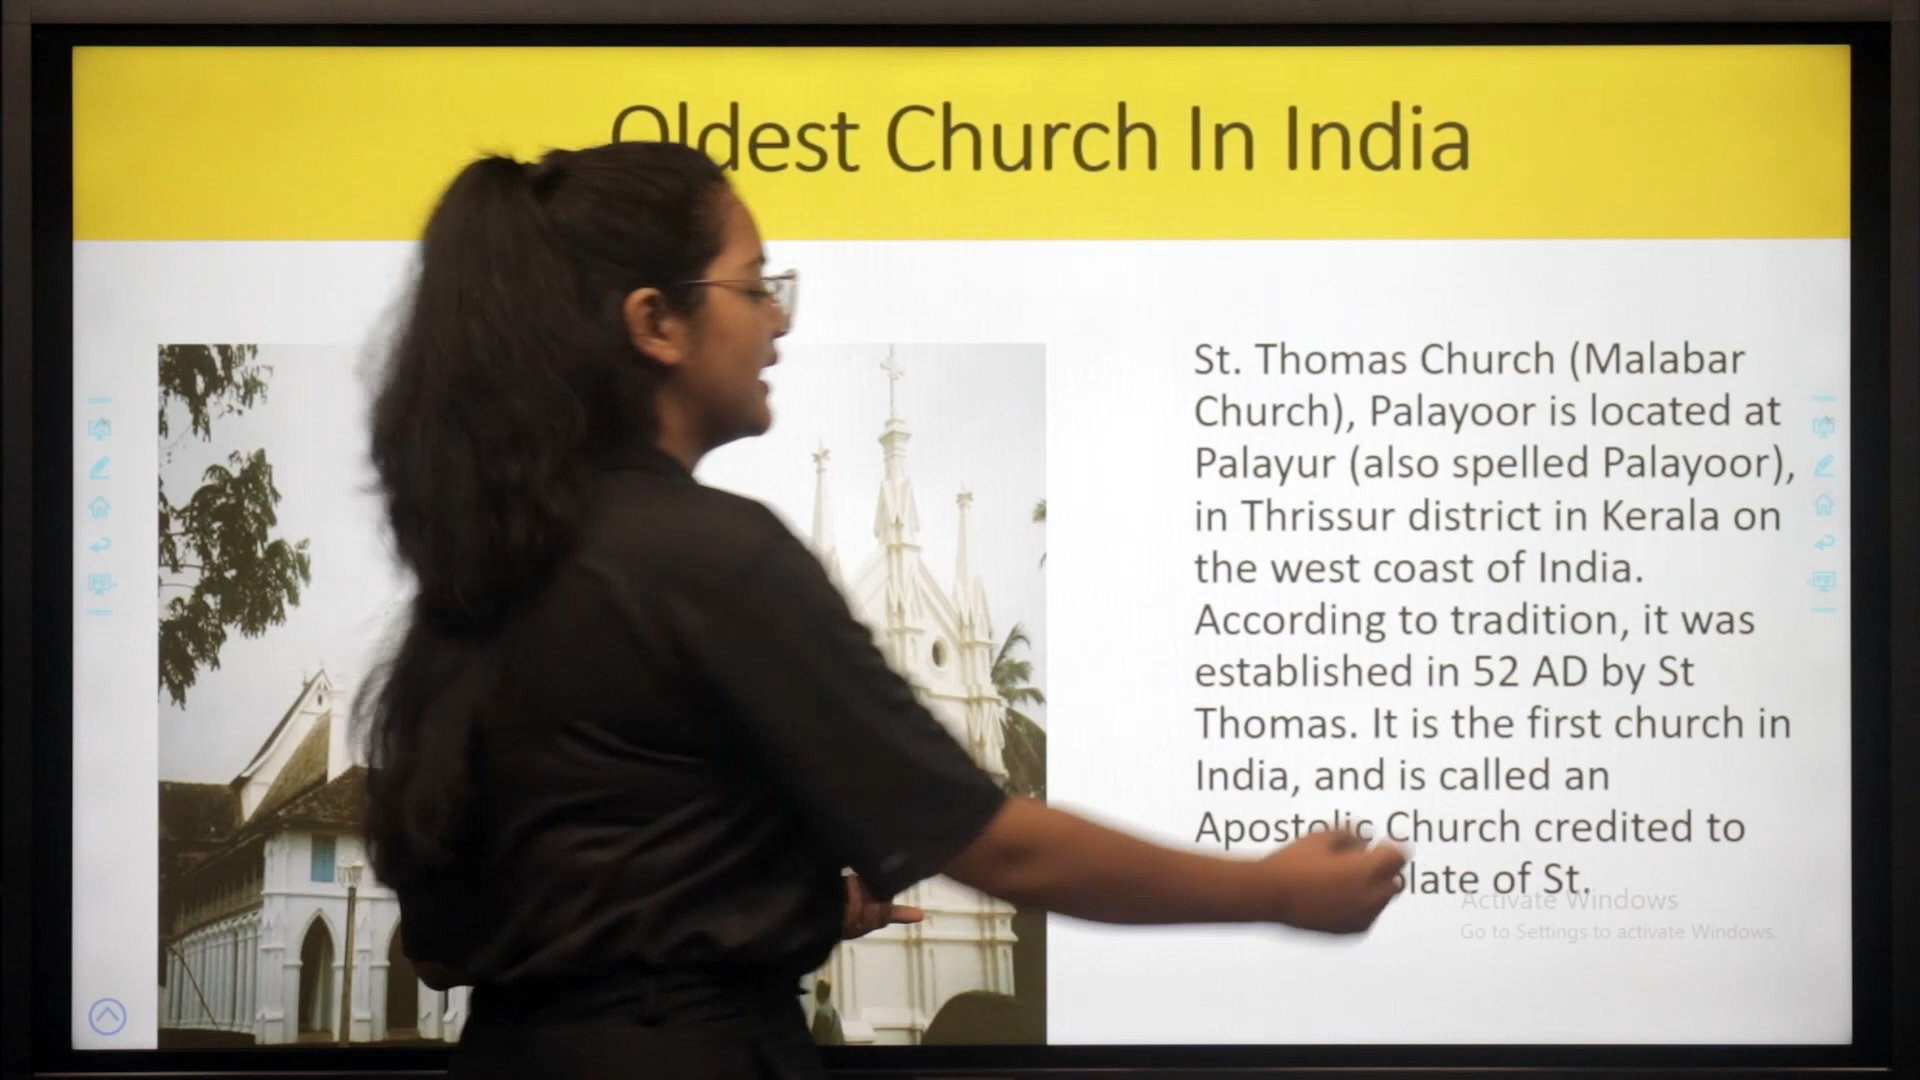 Oldest Church In India
St. Thomas Church (Malabar
Church), Palayoor is located at
Palayur (also spelled Palayoor),
in Thrissur district in Kerala on
the west coast of India.
According to tradition, it was
established in 52 AD by St
Thomas. It is the first church in
India, and is called an
Apostolic Church credited to
of St.
Activate Windows
Go to Settings to activate Windows.